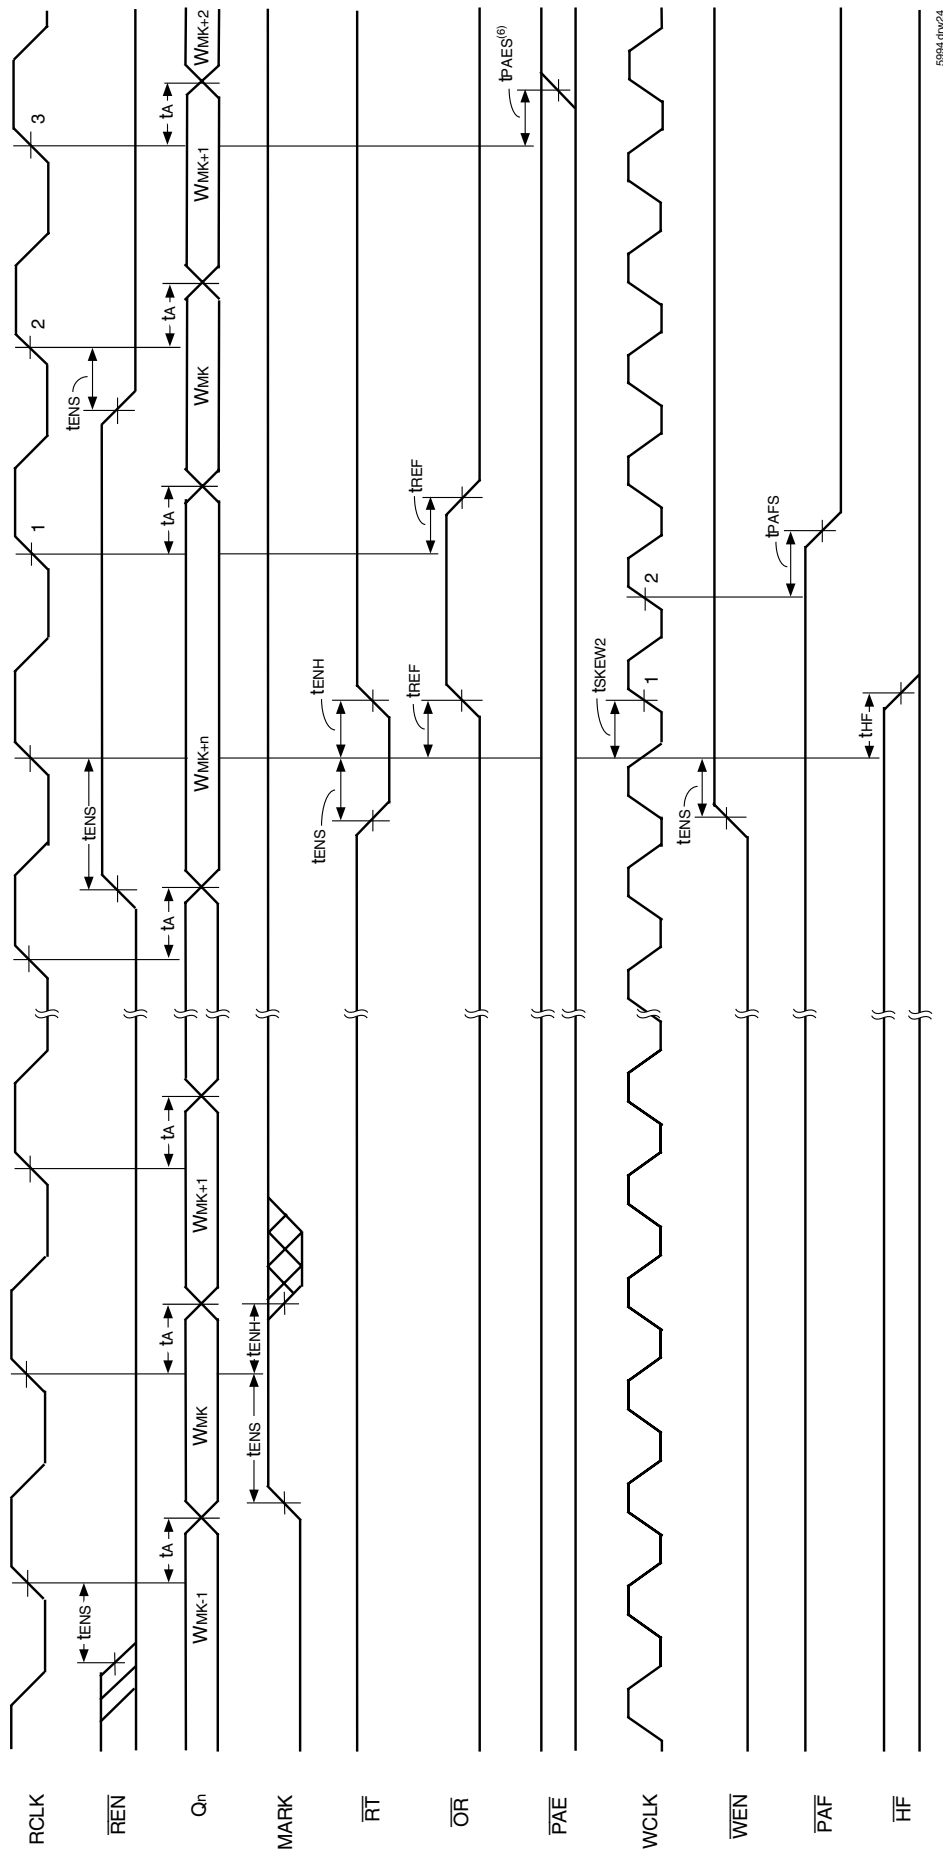 RCLK
1
2
3
REN
tENS
tENS
tENS
Qn
WMK-1
tA
WMK
tA
WMK+1
tA
tA
WMK+n
tA
WMK
tA
WMK+1
tA
WMK+2
MARK
tENS
tENH
RT
tENS
tENH
OR
tREF
tREF
PAE
tPAES(6)
WCLK
tSKEW2
1
2
WEN
tENS
PAF
tPAFS
HF
tHF
5994 drw24